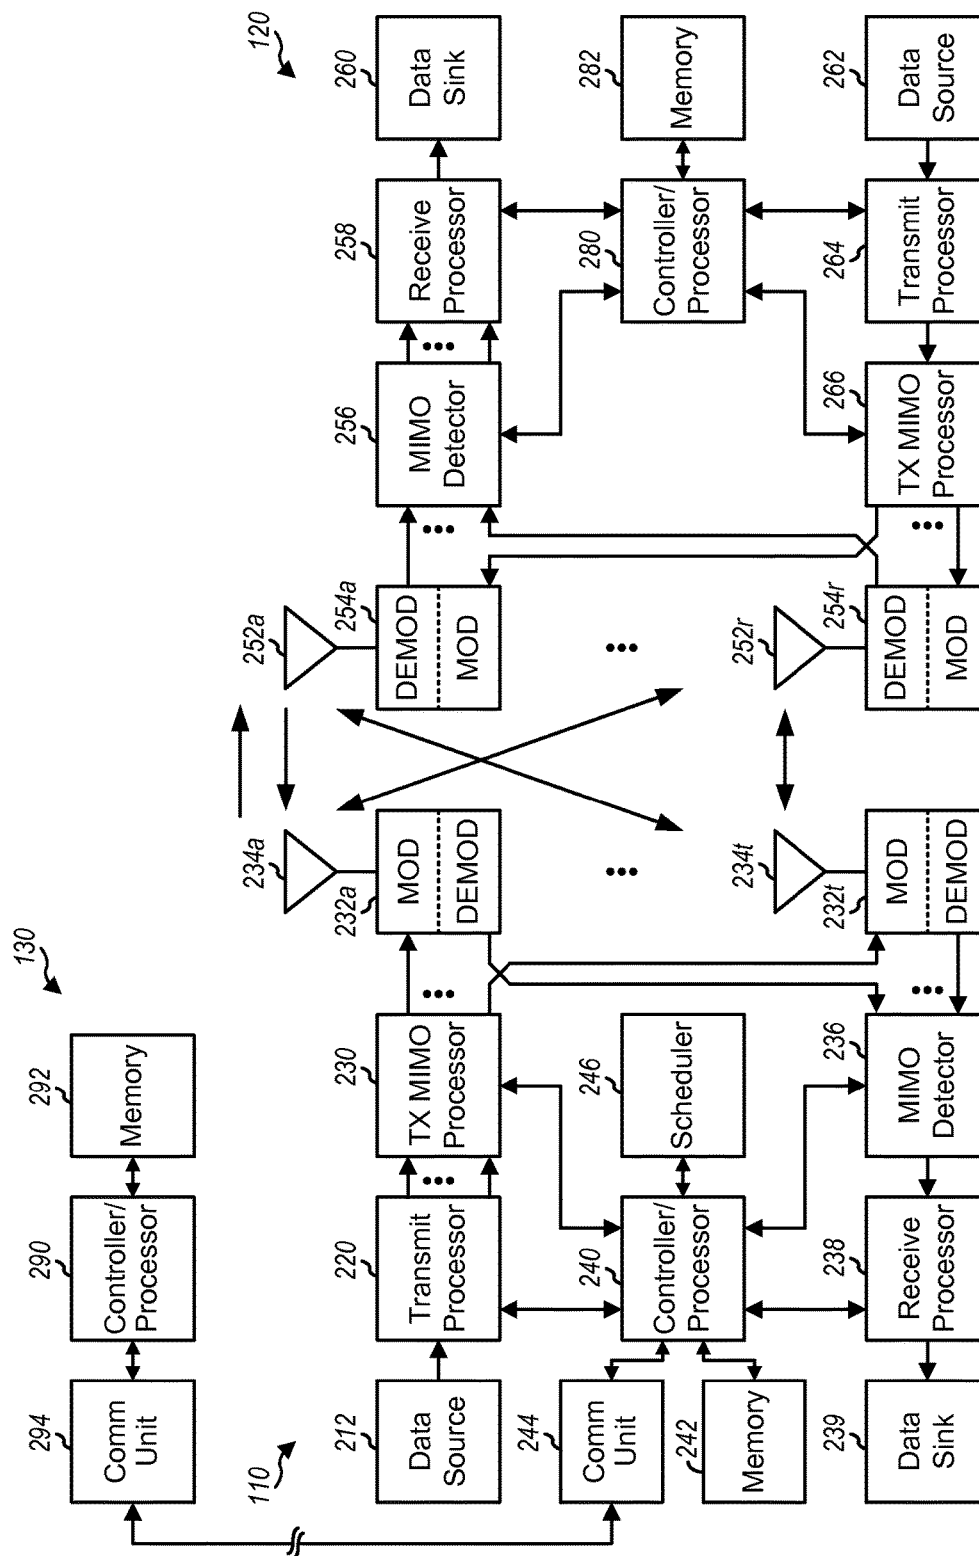 130
294
290
292
Comm
Unit
Controller/
Processor
Memory
110
120
234a
252a
212
220
230
232a
254a
256
258
260
Data
Source
Transmit
Processor
TX MIMO
Processor
MOD
DEMOD
DEMOD
MOD
MIMO
Detector
Receive
Processor
Data
Sink
244
240
246
280
282
Comm
Unit
Controller/
Processor
Scheduler
Controller/
Processor
Memory
242
Memory
234t
252r
239
238
236
232t
254r
266
264
262
Data
Sink
Receive
Processor
MIMO
Detector
MOD
DEMOD
DEMOD
MOD
TX MIMO
Processor
Transmit
Processor
Data
Source